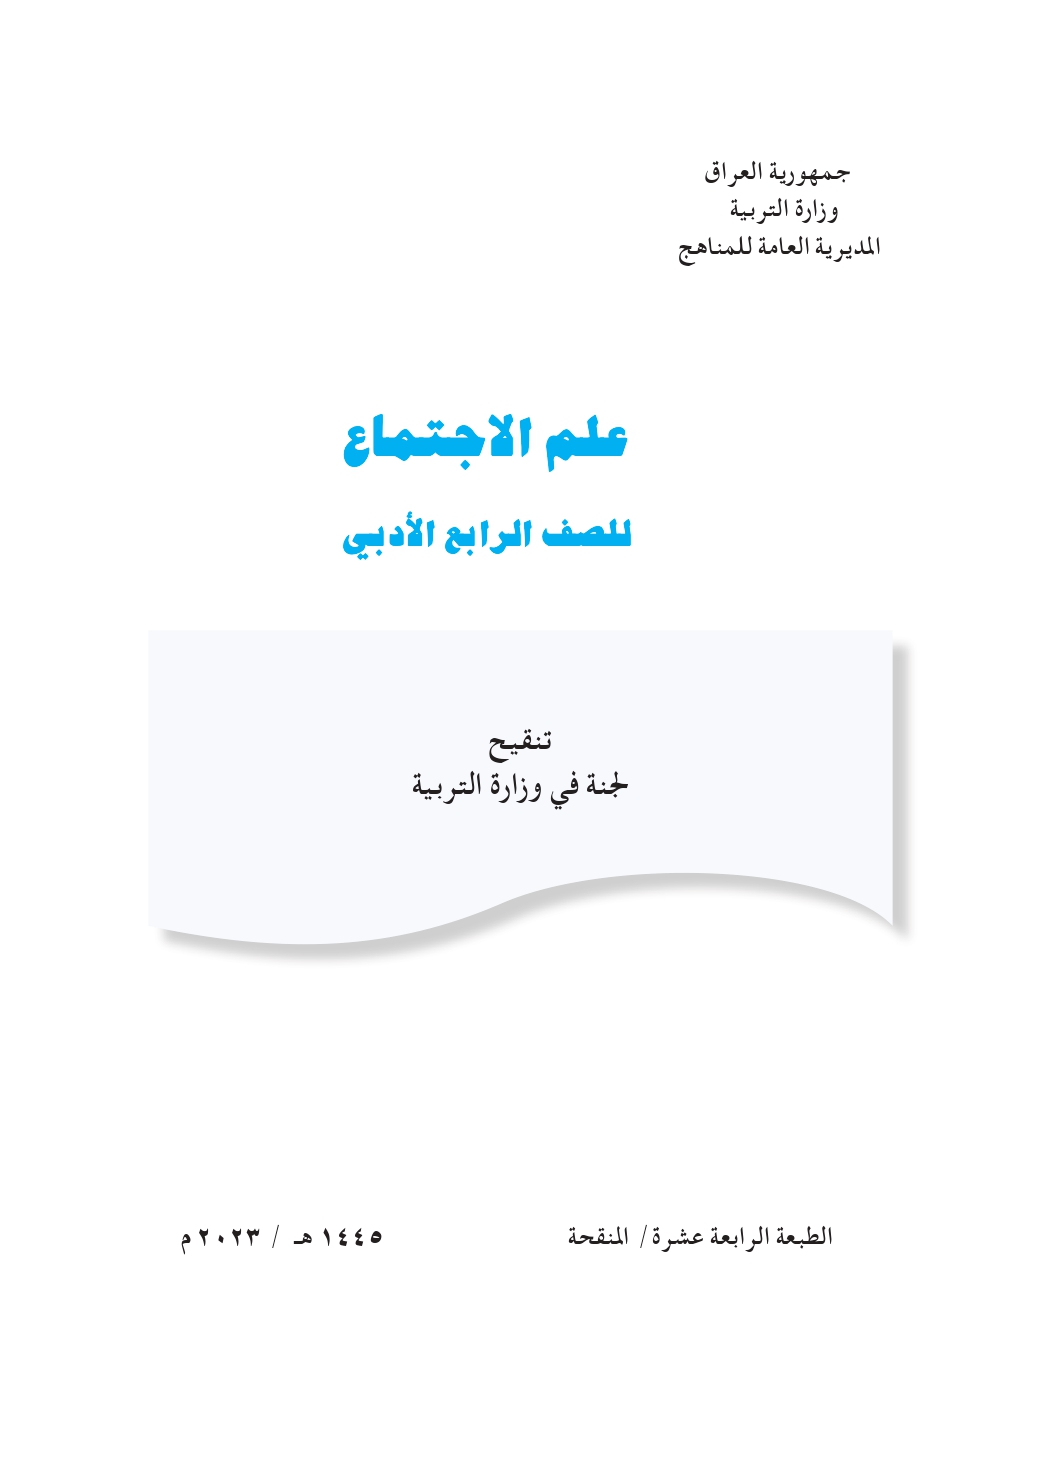 جمهورية العراق
وزارة التربية
المديرية العامة للمناهج
علم الاجتماع
للصف الرابع الأدبي
تنقيح
لجنة في وزارة التربية
الطبعة الرابعة عشرة / المنقحة
١٤٤٥ هـ / ٢٠٢٣ م